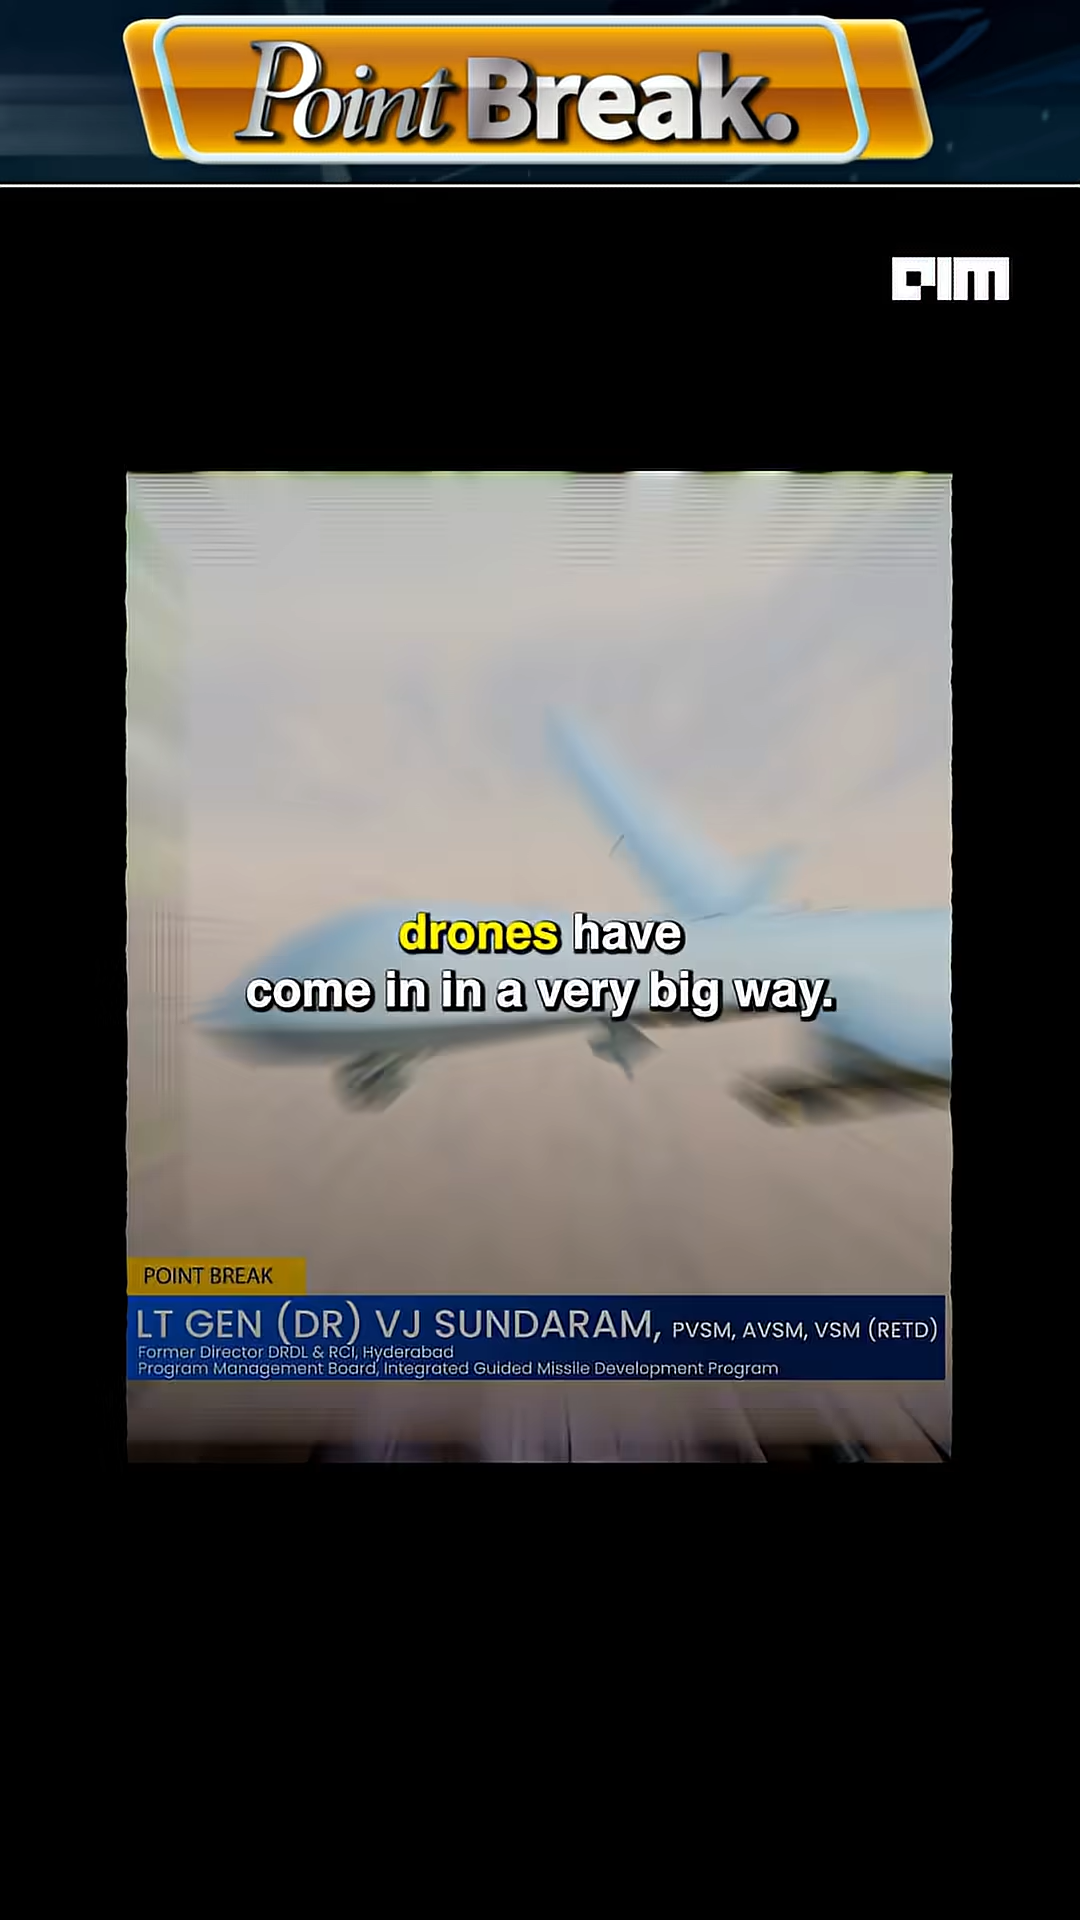 Point Break.
AIM
drones have
come in in a very big way.
POINT BREAK
LT GEN (DR) VJ SUNDARAM, PVSM, AVSM, VSM (RETD)
Former Director DRDL & RCI, Hyderabad
Program Management Board, Integrated Guided Missile Development Program